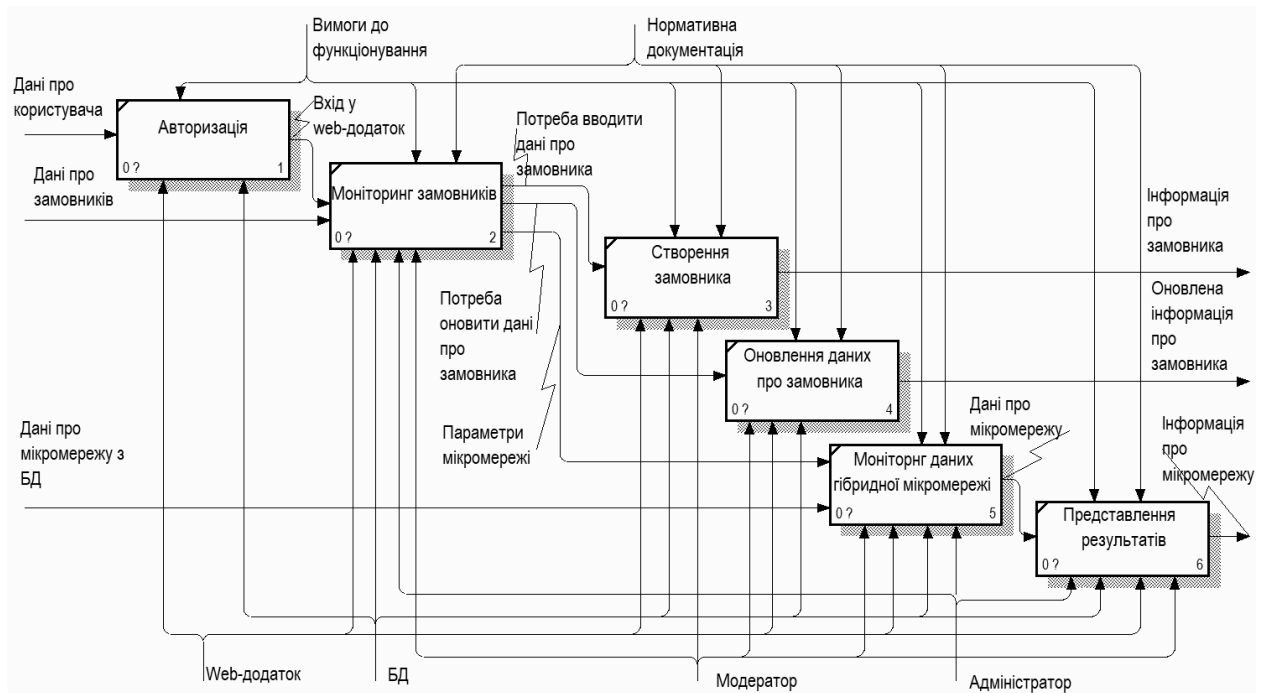 Вимоги до
функціонування
Нормативна
документація
Дані про
користувача
Авторизація
0 ?
1
Вхід у
web-додаток
Дані про
замовників
Моніторинг замовників
0 ?
2
Потреба вводити
дані про
замовника
Створення
замовника
0 ?
3
Інформація
про
замовника
Потреба
оновити дані
про
замовника
Оновлення даних
про замовника
0 ?
4
Оновлена
інформація
про
замовника
Параметри
мікромережі
Дані про
мікромережу з
БД
Моніторнг даних
гібридної мікромережі
0 ?
5
Дані про
мікромережу
Представлення
результатів
0 ?
6
Інформація
про
мікромережу
Web-додаток
БД
Модератор
Адміністратор